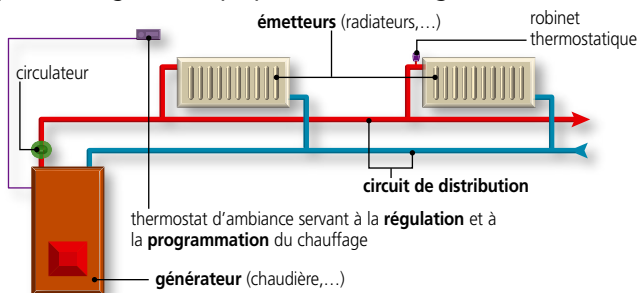 émetteurs (radiateurs,...)
robinet
thermostatique
circulateur
circuit de distribution
thermostat d'ambiance servant à la régulation et à
la programmation du chauffage
générateur (chaudière,...)